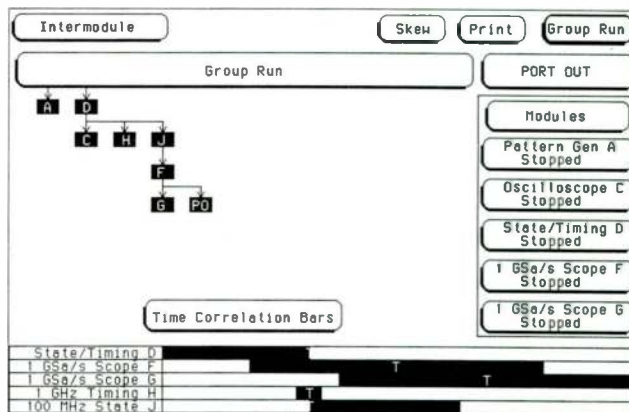 Intermodule
Skew
Print
Group Run
Group Run
PORT OUT
A
D
C
H
J
F
G
PO
Modules
Pattern Gen A
Stopped
Oscilloscope C
Stopped
State/Timing D
Stopped
1 GSa/s Scope F
Stopped
1 GSa/s Scope G
Stopped
Time Correlation Bars
State/Timing D
1 GSa/s Scope F
T
1 GSa/s Scope G
T
1 GHz Timing H
T
100 MHz State J